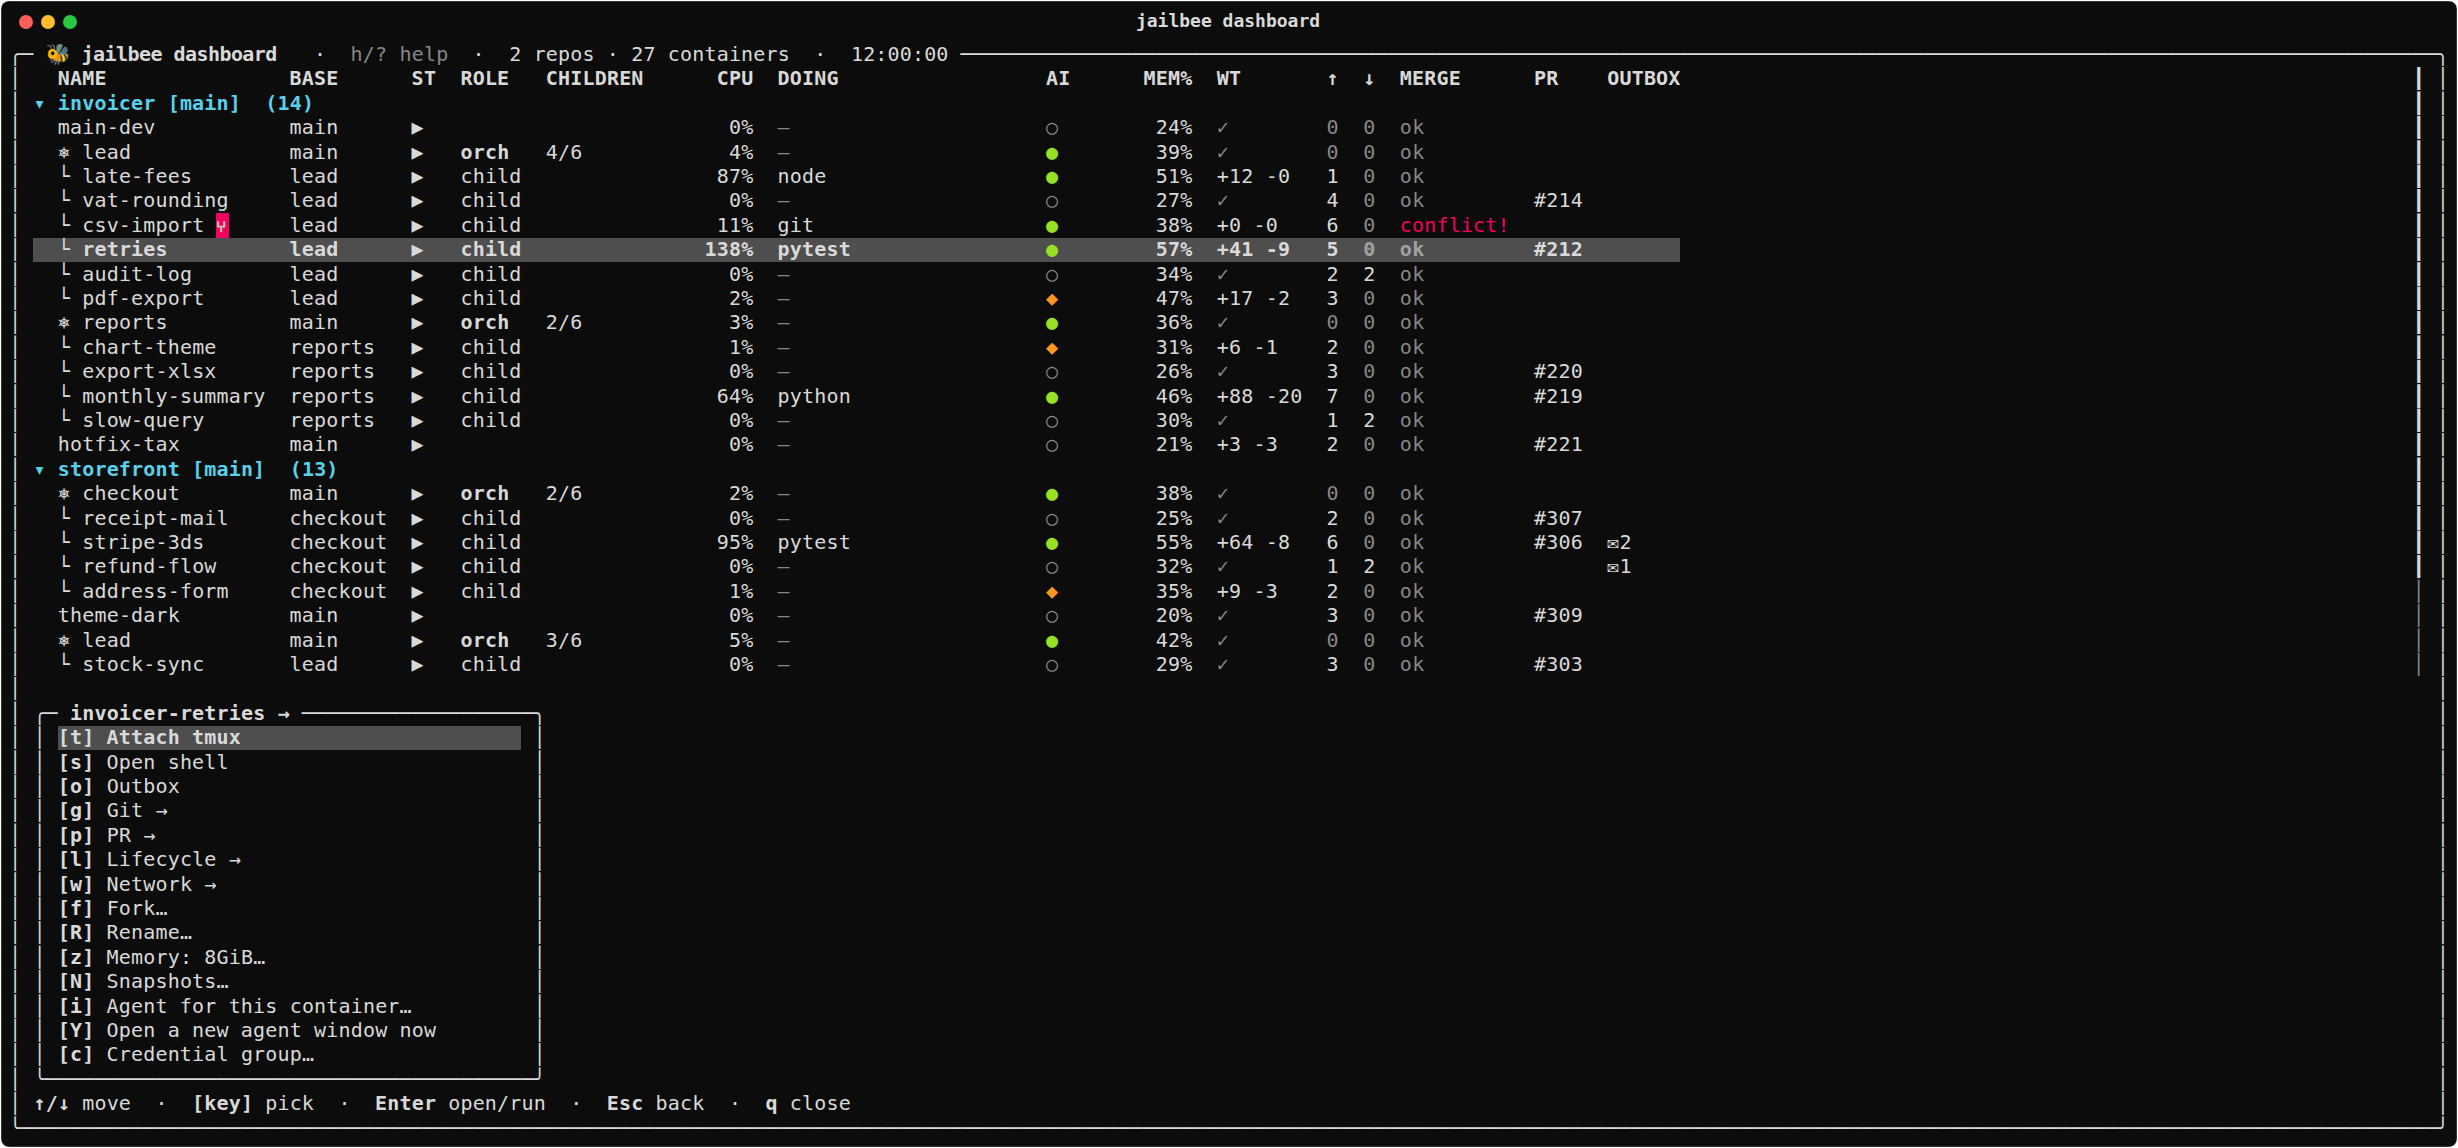 jailbee dashboard
🐝 jailbee dashboard · h/? help · 2 repos · 27 containers · 12:00:00
NAME BASE ST ROLE CHILDREN CPU DOING AI MEM% WT ↑ ↓ MERGE PR OUTBOX
▾ invoicer [main] (14)
main-dev main ▶ 0% — ○ 24% ✓ 0 0 ok
⎈ lead main ▶ orch 4/6 4% — ● 39% ✓ 0 0 ok
└ late-fees lead ▶ child 87% node ● 51% +12 -0 1 0 ok
└ vat-rounding lead ▶ child 0% — ○ 27% ✓ 4 0 ok #214
└ csv-import ⑂ lead ▶ child 11% git ● 38% +0 -0 6 0 conflict!
└ retries lead ▶ child 138% pytest ● 57% +41 -9 5 0 ok #212
└ audit-log lead ▶ child 0% — ○ 34% ✓ 2 2 ok
└ pdf-export lead ▶ child 2% — ◆ 47% +17 -2 3 0 ok
⎈ reports main ▶ orch 2/6 3% — ● 36% ✓ 0 0 ok
└ chart-theme reports ▶ child 1% — ◆ 31% +6 -1 2 0 ok
└ export-xlsx reports ▶ child 0% — ○ 26% ✓ 3 0 ok #220
└ monthly-summary reports ▶ child 64% python ● 46% +88 -20 7 0 ok #219
└ slow-query reports ▶ child 0% — ○ 30% ✓ 1 2 ok
hotfix-tax main ▶ 0% — ○ 21% +3 -3 2 0 ok #221
▾ storefront [main] (13)
⎈ checkout main ▶ orch 2/6 2% — ● 38% ✓ 0 0 ok
└ receipt-mail checkout ▶ child 0% — ○ 25% ✓ 2 0 ok #307
└ stripe-3ds checkout ▶ child 95% pytest ● 55% +64 -8 6 0 ok #306 ✉2
└ refund-flow checkout ▶ child 0% — ○ 32% ✓ 1 2 ok ✉1
└ address-form checkout ▶ child 1% — ◆ 35% +9 -3 2 0 ok
theme-dark main ▶ 0% — ○ 20% ✓ 3 0 ok #309
⎈ lead main ▶ orch 3/6 5% — ● 42% ✓ 0 0 ok
└ stock-sync lead ▶ child 0% — ○ 29% ✓ 3 0 ok #303
invoicer-retries →
[t] Attach tmux
[s] Open shell
[o] Outbox
[g] Git →
[p] PR →
[l] Lifecycle →
[w] Network →
[f] Fork…
[R] Rename…
[z] Memory: 8GiB…
[N] Snapshots…
[i] Agent for this container…
[Y] Open a new agent window now
[c] Credential group…
↑/↓ move · [key] pick · Enter open/run · Esc back · q close